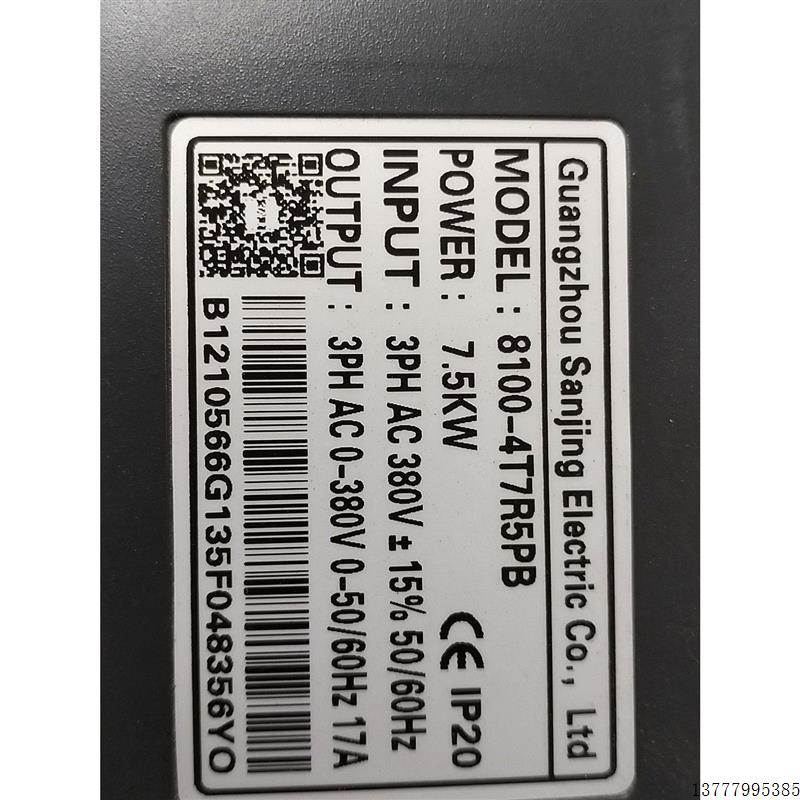 Guangzhou Sanjing Electric Co., Ltd
MODEL : 8100-4T7R5PB
POWER : 7.5KW
CE IP20
INPUT : 3PH AC 380V ± 15% 50/60Hz
OUTPUT : 3PH AC 0-380V 0-50/60Hz 17A
B1210566G135F048356YO
13777995385